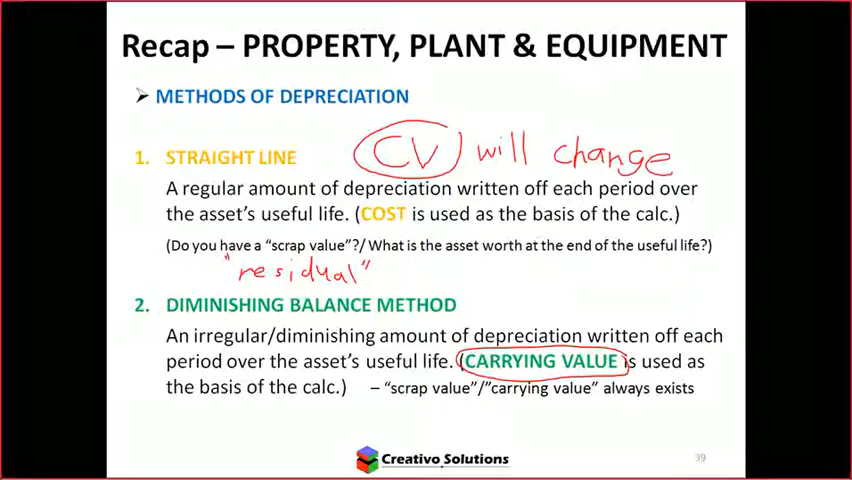 Recap – PROPERTY, PLANT & EQUIPMENT
➢ METHODS OF DEPRECIATION
CV will change
1. STRAIGHT LINE
A regular amount of depreciation written off each period over
the asset's useful life. (COST is used as the basis of the calc.)
(Do you have a “scrap value”?/ What is the asset worth at the end of the useful life?)
"residual"
2. DIMINISHING BALANCE METHOD
An irregular/diminishing amount of depreciation written off each
period over the asset's useful life. (CARRYING VALUE is used as
the basis of the calc.) – “scrap value”/”carrying value” always exists
Creativo Solutions
39